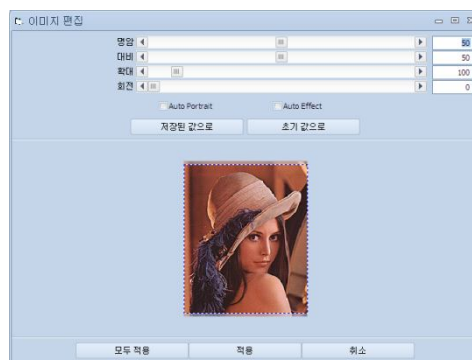 이미지 편집
명암 50
대비 50
확대 100
회전 0
Auto Portrait Auto Effect
저장된 값으로 초기 값으로
모두 적용 적용 취소